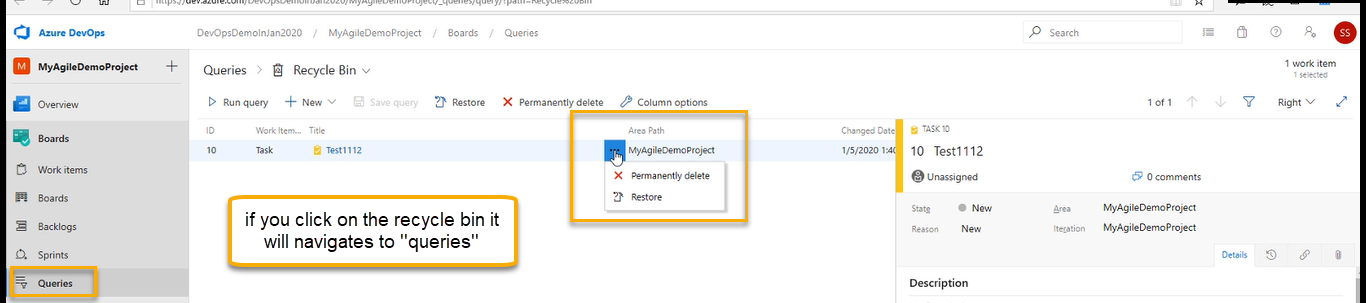 https://dev.azure.com/DevOpsDemoInJan2020/MyAgileDemoProject/_queries/query/?path=Recycle%20Bin
Azure DevOps
DevOpsDemoInJan2020 / MyAgileDemoProject / Boards / Queries
Search
SS
M MyAgileDemoProject
Queries > Recycle Bin
1 work item
1 selected
Overview
Run query
New
Save query
Restore
Permanently delete
Column options
1 of 1
Right
Boards
ID Work Item... Title Area Path Changed Date
TASK 10
10 Task Test1112 ... MyAgileDemoProject 1/5/2020 1:40
10 Test1112
Work items
Permanently delete
Unassigned
0 comments
Boards
Restore
State New Area MyAgileDemoProject
Backlogs
if you click on the recycle bin it
will navigates to "queries"
Reason New Iteration MyAgileDemoProject
Sprints
Details
Queries
Description